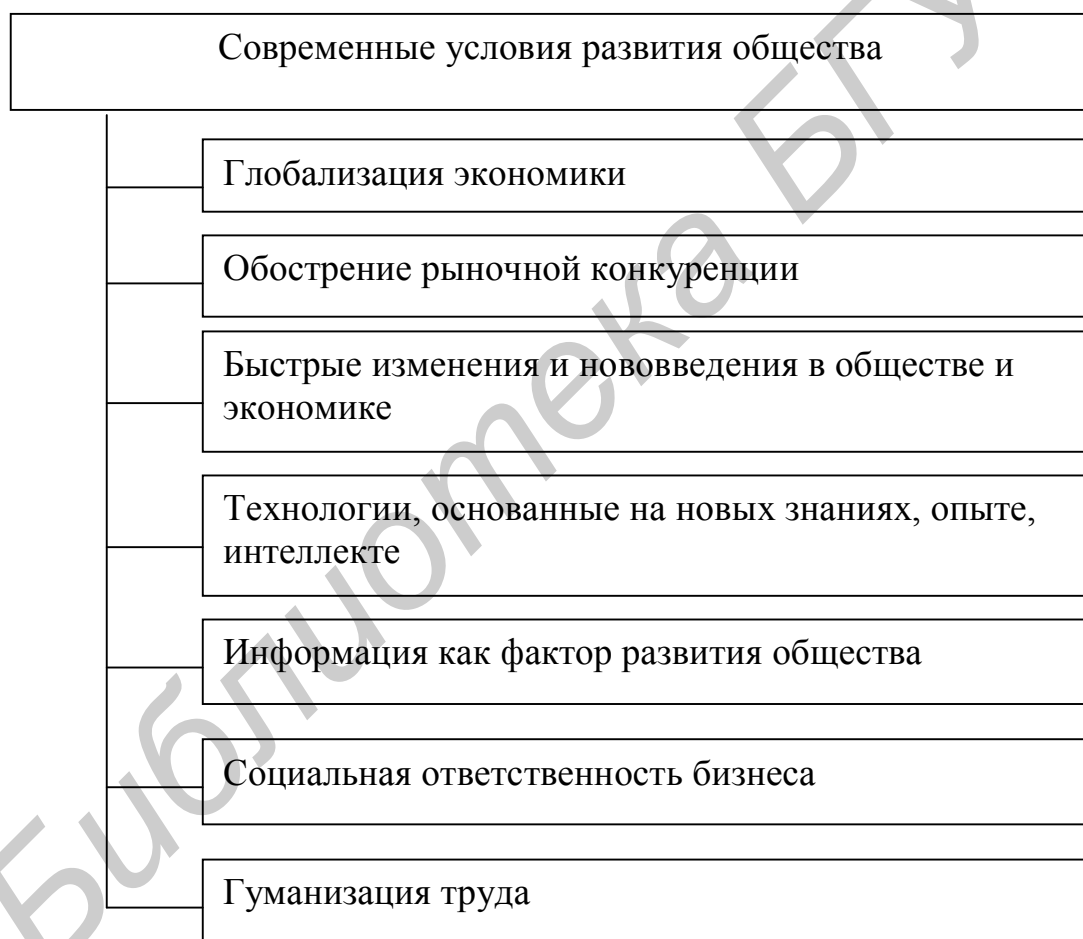 Современные условия развития общества
Глобализация экономики
Обострение рыночной конкуренции
Быстрые изменения и нововведения в обществе и
экономике
Технологии, основанные на новых знаниях, опыте,
интеллекте
Информация как фактор развития общества
Социальная ответственность бизнеса
Гуманизация труда
Библиотека БГУ